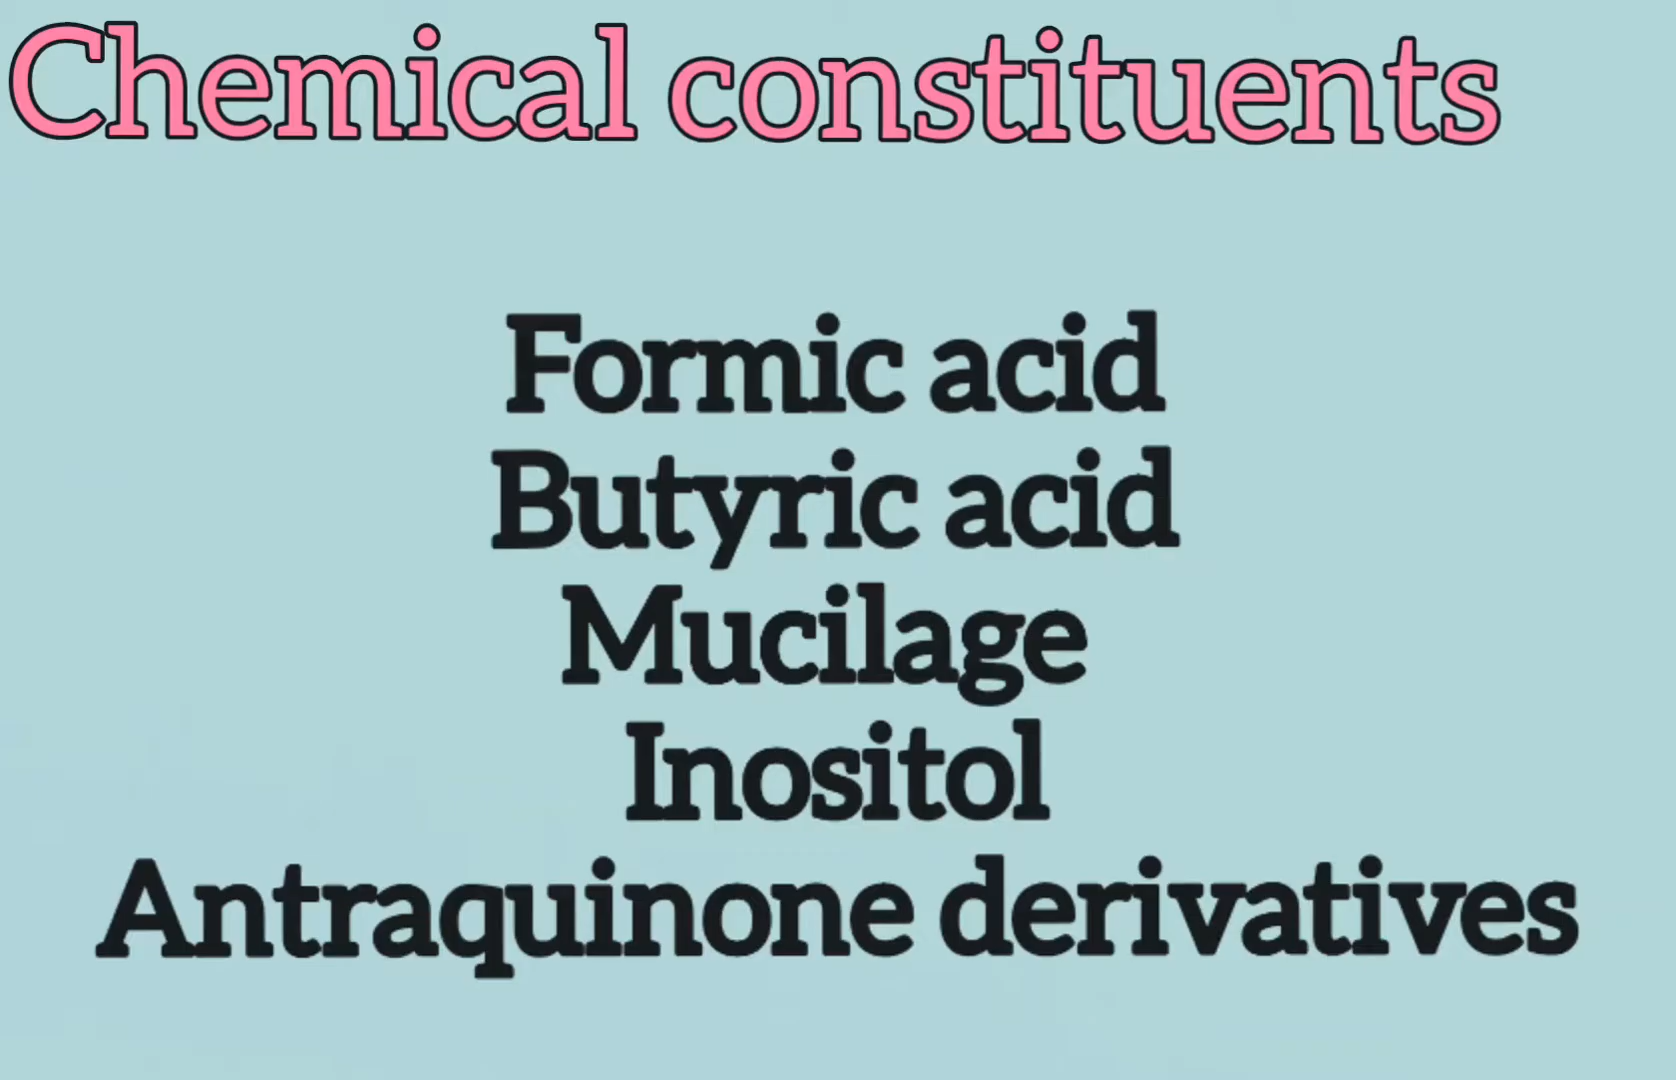 Chemical constituents
Formic acid
Butyric acid
Mucilage
Inositol
Antraquinone derivatives